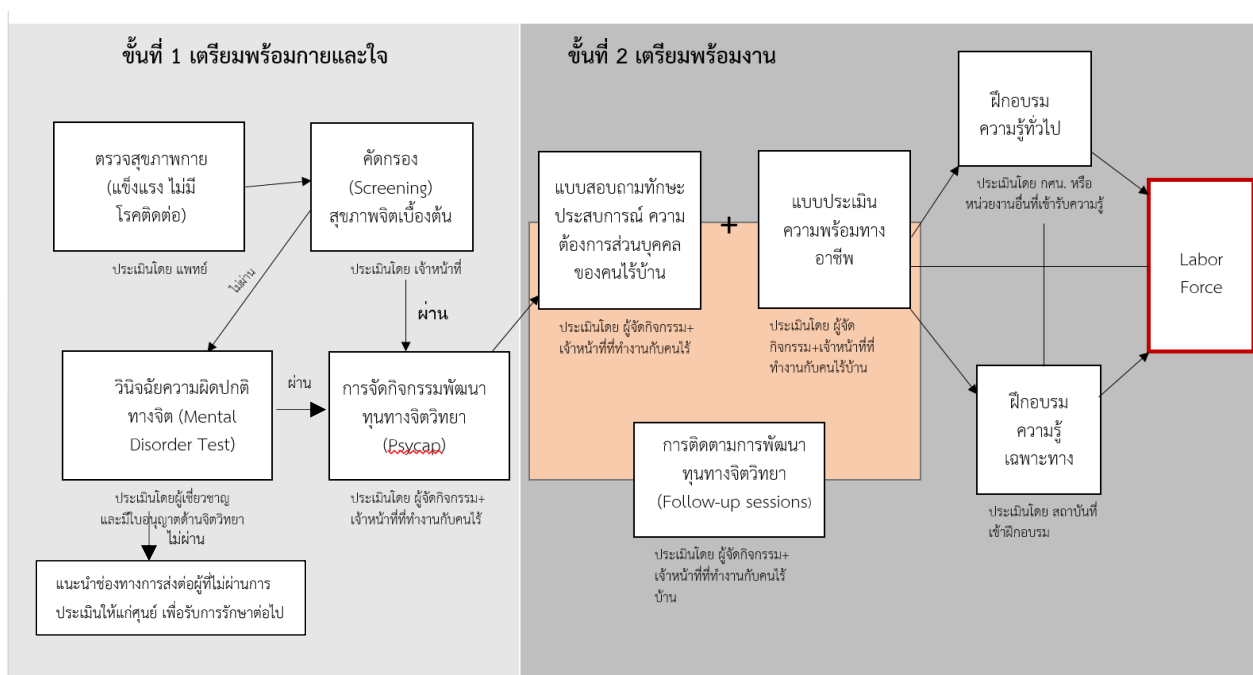 ขั้นที่ 1 เตรียมพร้อมกายและใจ
ตรวจสุขภาพกาย
(แข็งแรง ไม่มี
โรคติดต่อ)
ประเมินโดย แพทย์
คัดกรอง
(Screening)
สุขภาพจิตเบื้องต้น
ประเมินโดย เจ้าหน้าที่
ไม่ผ่าน
ผ่าน
วินิจฉัยความผิดปกติ
ทางจิต (Mental
Disorder Test)
ประเมินโดยผู้เชี่ยวชาญ
และมีใบอนุญาตด้านจิตวิทยา
ผ่าน
การจัดกิจกรรมพัฒนา
ทุนทางจิตวิทยา
(Psycap)
ประเมินโดย ผู้จัดกิจกรรม+
เจ้าหน้าที่ที่ทำงานกับคนไร้
ไม่ผ่าน
แนะนำช่องทางการส่งต่อผู้ที่ไม่ผ่านการ
ประเมินให้แก่ศูนย์ เพื่อรับการรักษาต่อไป
ขั้นที่ 2 เตรียมพร้อมงาน
แบบสอบถามทักษะ
ประสบการณ์ ความ
ต้องการส่วนบุคคล
ของคนไร้บ้าน
ประเมินโดย ผู้จัดกิจกรรม+
เจ้าหน้าที่ที่ทำงานกับคนไร้
+
แบบประเมิน
ความพร้อมทาง
อาชีพ
ประเมินโดย ผู้จัด
กิจกรรม+เจ้าหน้าที่ที่
ทำงานกับคนไร้บ้าน
การติดตามการพัฒนา
ทุนทางจิตวิทยา
(Follow-up sessions)
ประเมินโดย ผู้จัดกิจกรรม+
เจ้าหน้าที่ที่ทำงานกับคนไร้
บ้าน
ฝึกอบรม
ความรู้ทั่วไป
ประเมินโดย กศน. หรือ
หน่วยงานอื่นที่เข้ารับความรู้
ฝึกอบรม
ความรู้
เฉพาะทาง
ประเมินโดย สถาบันที่
เข้าฝึกอบรม
Labor
Force